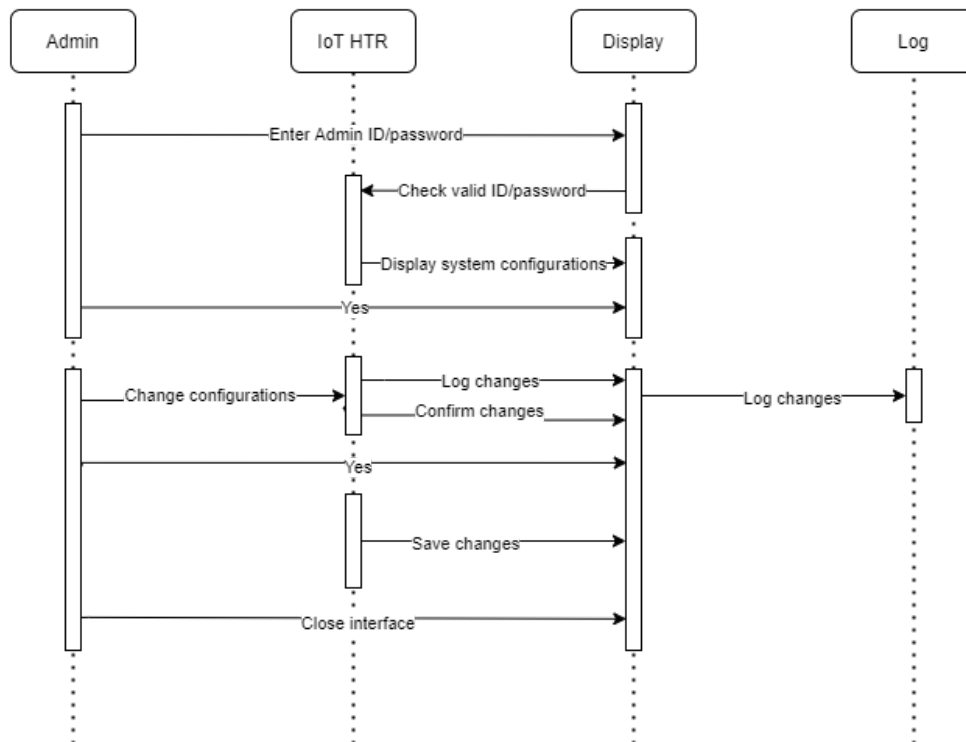 Admin
IoT HTR
Display
Log
Enter Admin ID/password
Check valid ID/password
Display system configurations
Yes
Log changes
Change configurations
Log changes
Confirm changes
Yes
Save changes
Close interface